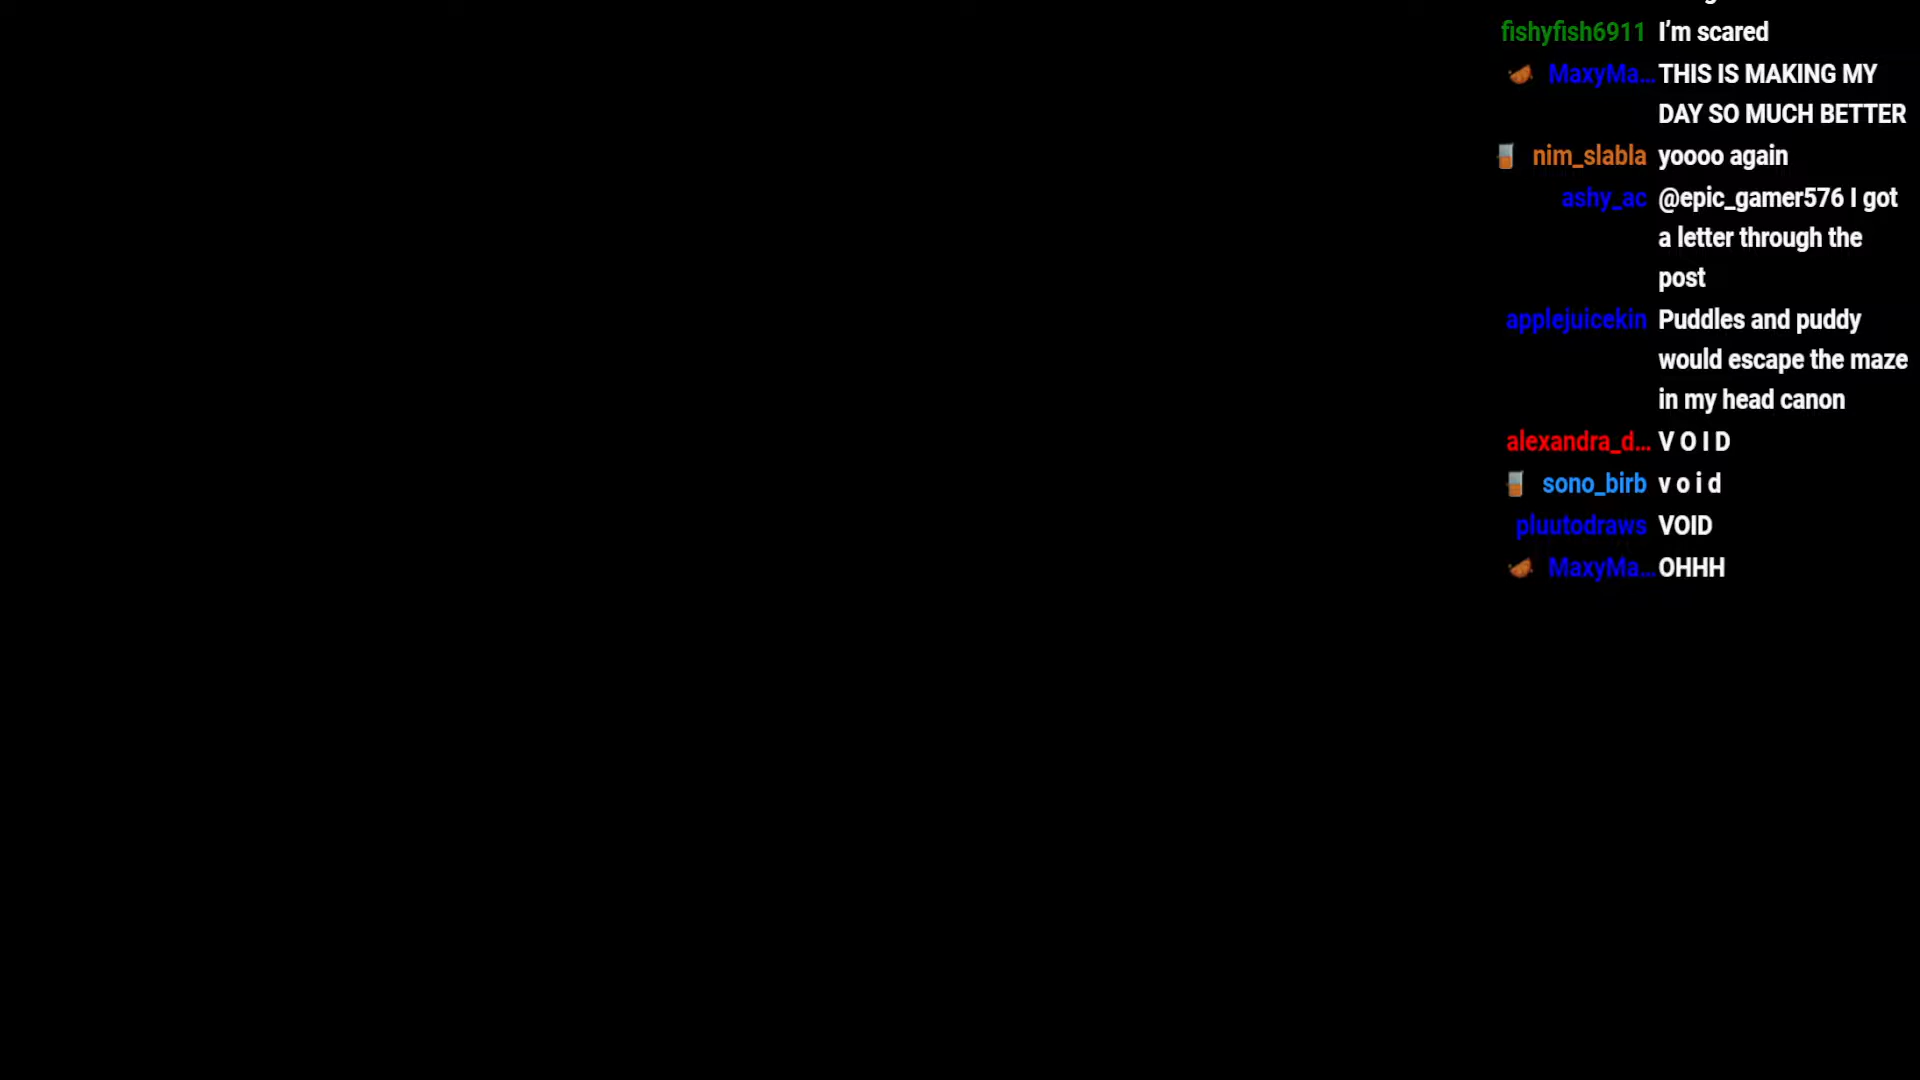 fishyfish6911 I’m scared
MaxyMa... THIS IS MAKING MY
DAY SO MUCH BETTER
nim_slabla yoooo again
ashy_ac @epic_gamer576 I got
a letter through the
post
applejuicekin Puddles and puddy
would escape the maze
in my head canon
alexandra_d... V O I D
sono_birb v o i d
pluutodraws VOID
MaxyMa... OHHH